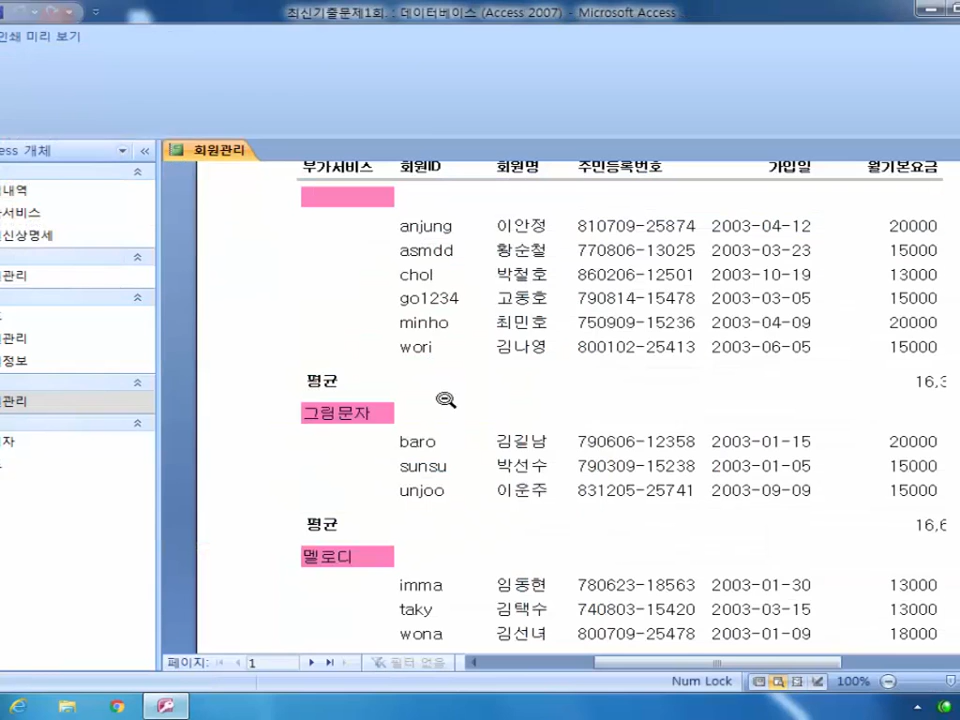 최신기출문제1회. : 데이터베이스 (Access 2007) - Microsoft Access
인쇄 미리 보기
ess 개체
회원관리
내역
서비스
신상명세
관리
관리
정보
관리
자
부가서비스 회원ID 회원명 주민등록번호 가입일 월기본요금
anjung 이안정 810709-25874 2003-04-12 20000
asmdd 황순철 770806-13025 2003-03-23 15000
chol 박철호 860206-12501 2003-10-19 13000
go1234 고동호 790814-15478 2003-03-05 15000
minho 최민호 750909-15236 2003-04-09 20000
wori 김나영 800102-25413 2003-06-05 15000
평균 16,3
그림문자
baro 김길남 790606-12358 2003-01-15 20000
sunsu 박선수 790309-15238 2003-01-05 15000
unjoo 이운주 831205-25741 2003-09-09 15000
평균 16,6
멜로디
imma 임동현 780623-18563 2003-01-30 13000
taky 김택수 740803-15420 2003-03-15 13000
wona 김선녀 800709-25478 2003-01-09 18000
페이지: 1 필터 없음
Num Lock 100%